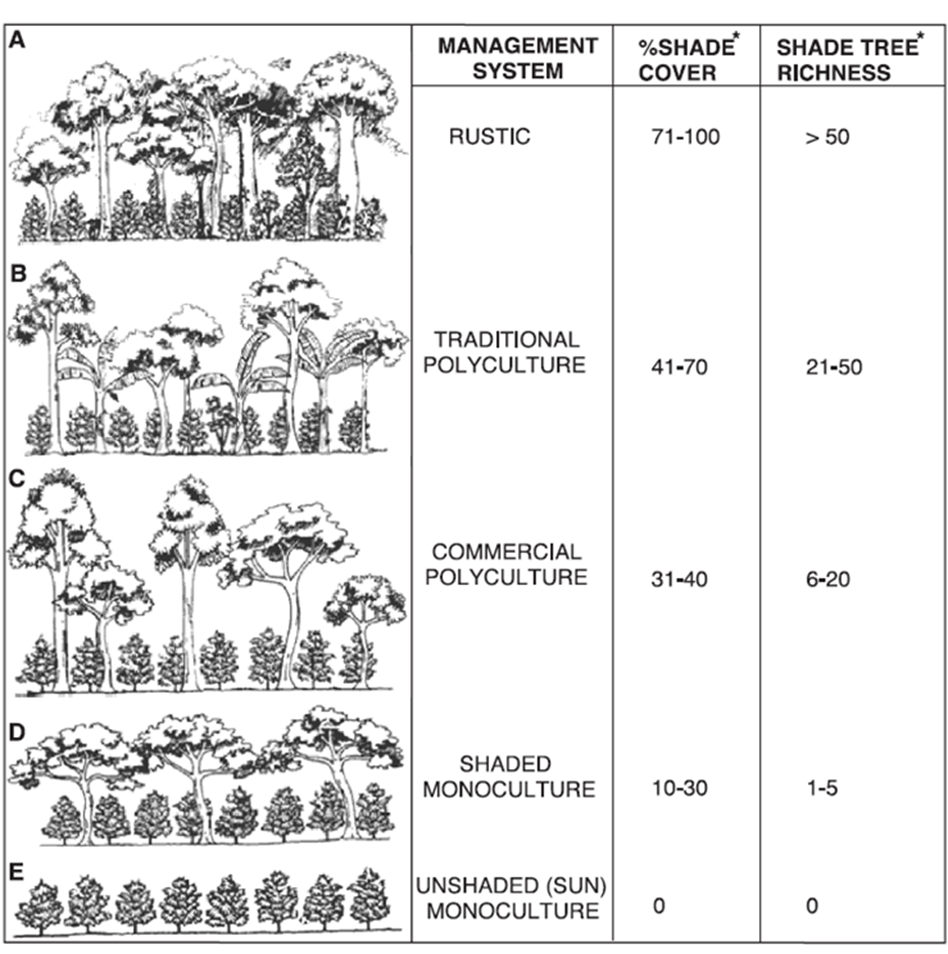 A
MANAGEMENT
SYSTEM
%SHADE*
COVER
SHADE TREE*
RICHNESS
RUSTIC
71-100
> 50
B
TRADITIONAL
POLYCULTURE
41-70
21-50
C
COMMERCIAL
POLYCULTURE
31-40
6-20
D
SHADED
MONOCULTURE
10-30
1-5
E
UNSHADED (SUN)
MONOCULTURE
0
0